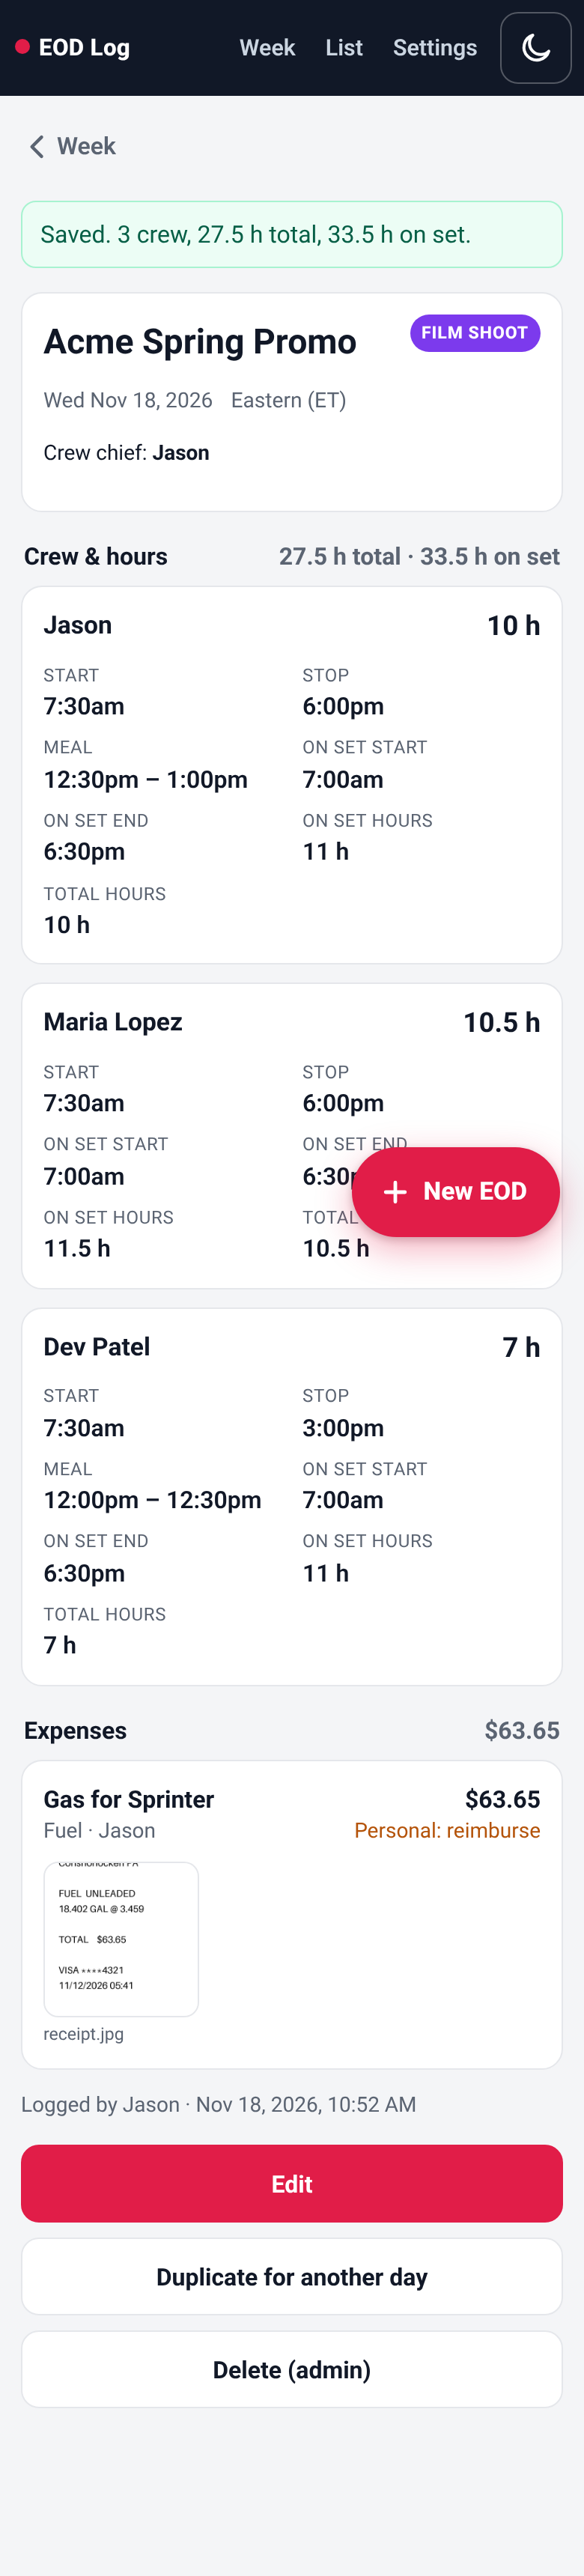 EOD Log Week List Settings
Week
Saved. 3 crew, 27.5 h total, 33.5 h on set.
Acme Spring Promo FILM SHOOT
Wed Nov 18, 2026 Eastern (ET)
Crew chief: Jason
Crew & hours 27.5 h total · 33.5 h on set
Jason 10 h
START STOP
7:30am 6:00pm
MEAL ON SET START
12:30pm – 1:00pm 7:00am
ON SET END ON SET HOURS
6:30pm 11 h
TOTAL HOURS
10 h
Maria Lopez 10.5 h
START STOP
7:30am 6:00pm
ON SET START ON SET END
7:00am 6:30p
ON SET HOURS TOTAL
11.5 h 10.5 h
+ New EOD
Dev Patel 7 h
START STOP
7:30am 3:00pm
MEAL ON SET START
12:00pm – 12:30pm 7:00am
ON SET END ON SET HOURS
6:30pm 11 h
TOTAL HOURS
7 h
Expenses $63.65
Gas for Sprinter $63.65
Fuel · Jason Personal: reimburse
Conshohocken PA
FUEL UNLEADED
18.402 GAL @ 3.459
TOTAL $63.65
VISA ****4321
11/12/2026 05:41
receipt.jpg
Logged by Jason · Nov 18, 2026, 10:52 AM
Edit
Duplicate for another day
Delete (admin)